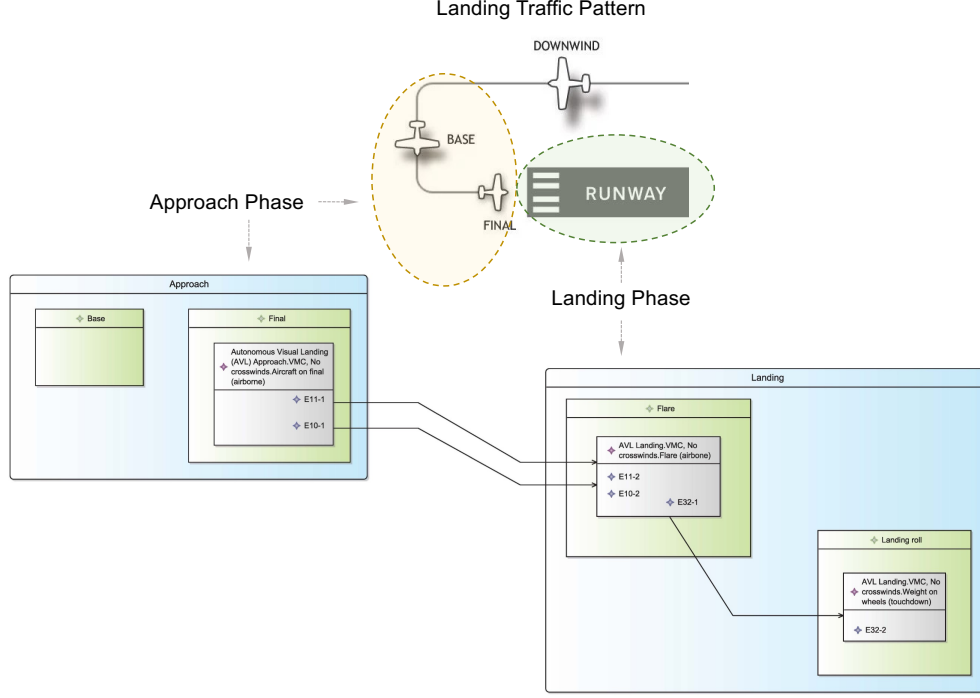 Landing Traffic Pattern
DOWNWIND
BASE
RUNWAY
FINAL
Approach Phase
Landing Phase
Approach
Base
Final
Autonomous Visual Landing
(AVL) Approach.VMC, No
crosswinds.Aircraft on final
(airborne)
E11-1
E10-1
Landing
Flare
AVL Landing.VMC, No
crosswinds.Flare (airbone)
E11-2
E10-2
E32-1
Landing roll
AVL Landing.VMC, No
crosswinds.Weight on
wheels (touchdown)
E32-2